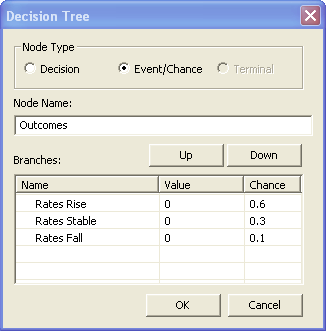 Decision Tree
Node Type
Decision Event/Chance Terminal
Node Name:
Outcomes
Branches: Up Down
Name Value Chance
Rates Rise 0 0.6
Rates Stable 0 0.3
Rates Fall 0 0.1
OK Cancel